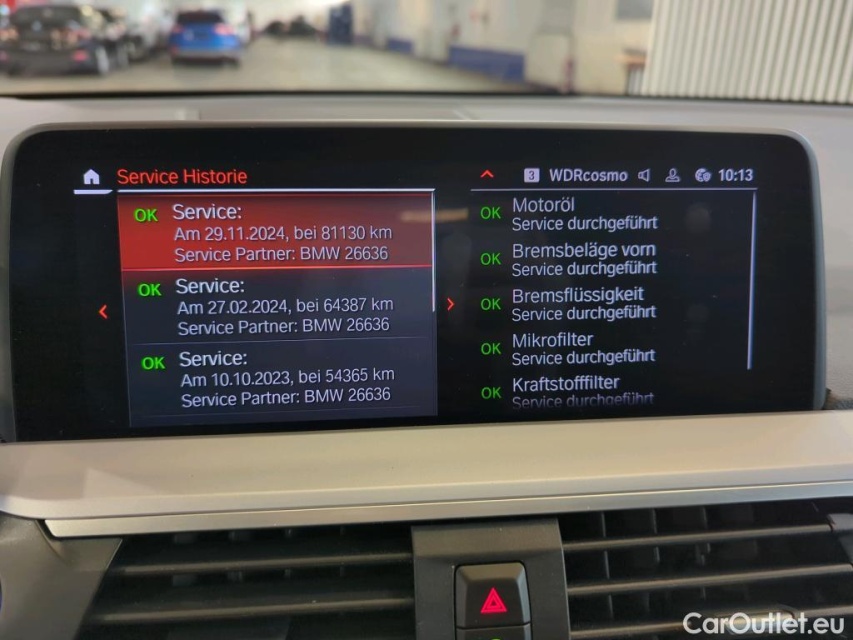 Service Historie
3 WDRcosmo 10:13
OK Service:
Am 29.11.2024, bei 81130 km
Service Partner: BMW 26636
OK Service:
Am 27.02.2024, bei 64387 km
Service Partner: BMW 26636
OK Service:
Am 10.10.2023, bei 54365 km
Service Partner: BMW 26636
OK Motoröl
Service durchgeführt
OK Bremsbeläge vorn
Service durchgeführt
OK Bremsflüssigkeit
Service durchgeführt
OK Mikrofilter
Service durchgeführt
OK Kraftstofffilter
Service durchgeführt
CarOutlet.eu